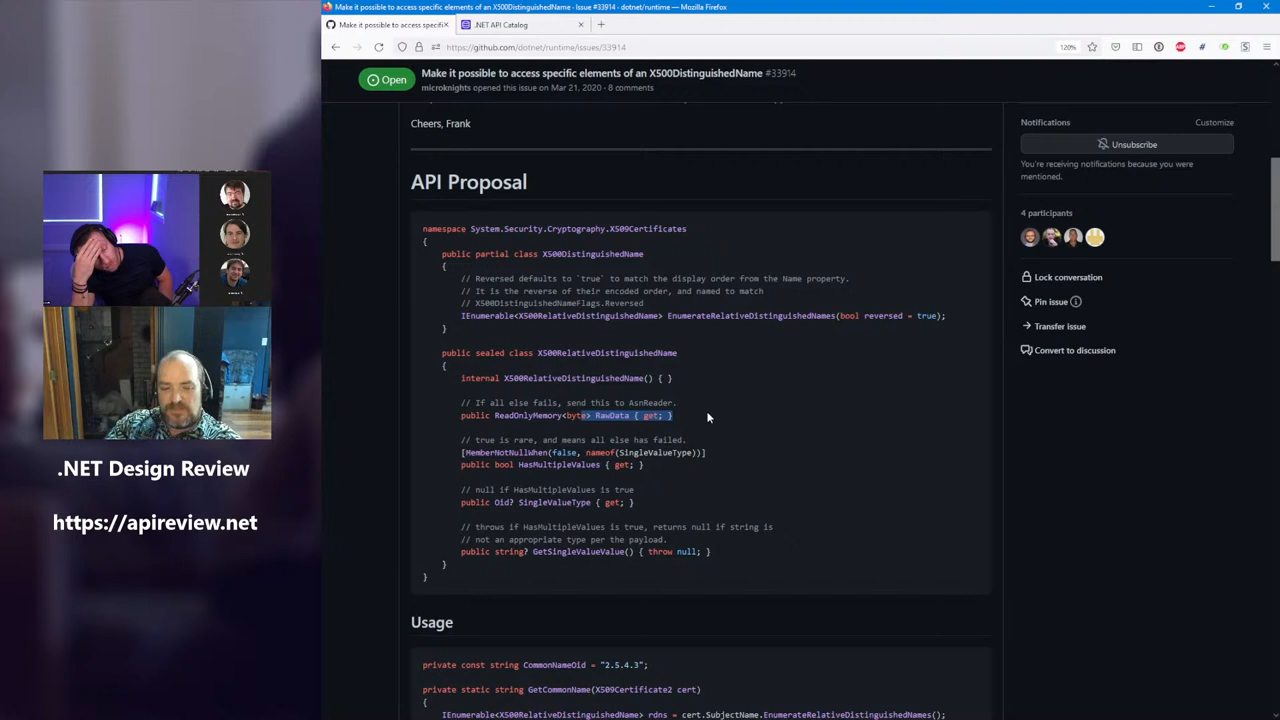 Make it possible to access specific elements of an X500DistinguishedName · Issue #33914 · dotnet/runtime — Mozilla Firefox
Make it possible to access specifi
.NET API Catalog
https://github.com/dotnet/runtime/issues/33914
120%
Open
Make it possible to access specific elements of an X500DistinguishedName #33914
microknights opened this issue on Mar 21, 2020 · 8 comments
Cheers, Frank
API Proposal
namespace System.Security.Cryptography.X509Certificates
{
public partial class X500DistinguishedName
{
// Reversed defaults to `true` to match the display order from the Name property.
// It is the reverse of their encoded order, and named to match
// X500DistinguishedNameFlags.Reversed
IEnumerable<X500RelativeDistinguishedName> EnumerateRelativeDistinguishedNames(bool reversed = true);
}
public sealed class X500RelativeDistinguishedName
{
internal X500RelativeDistinguishedName() { }
// If all else fails, send this to AsnReader.
public ReadOnlyMemory<byte> RawData { get; }
// true is rare, and means all else has failed.
[MemberNotNullWhen(false, nameof(SingleValueType))]
public bool HasMultipleValues { get; }
// null if HasMultipleValues is true
public Oid? SingleValueType { get; }
// throws if HasMultipleValues is true, returns null if string is
// not an appropriate type per the payload.
public string? GetSingleValueValue() { throw null; }
}
}
Usage
private const string CommonNameOid = "2.5.4.3";
private static string GetCommonName(X509Certificate2 cert)
{
IEnumerable<X500RelativeDistinguishedName> rdns = cert.SubjectName.EnumerateRelativeDistinguishedNames();
Notifications
Customize
Unsubscribe
You're receiving notifications because you were
mentioned.
4 participants
Lock conversation
Pin issue
Transfer issue
Convert to discussion
.NET Design Review
https://apireview.net